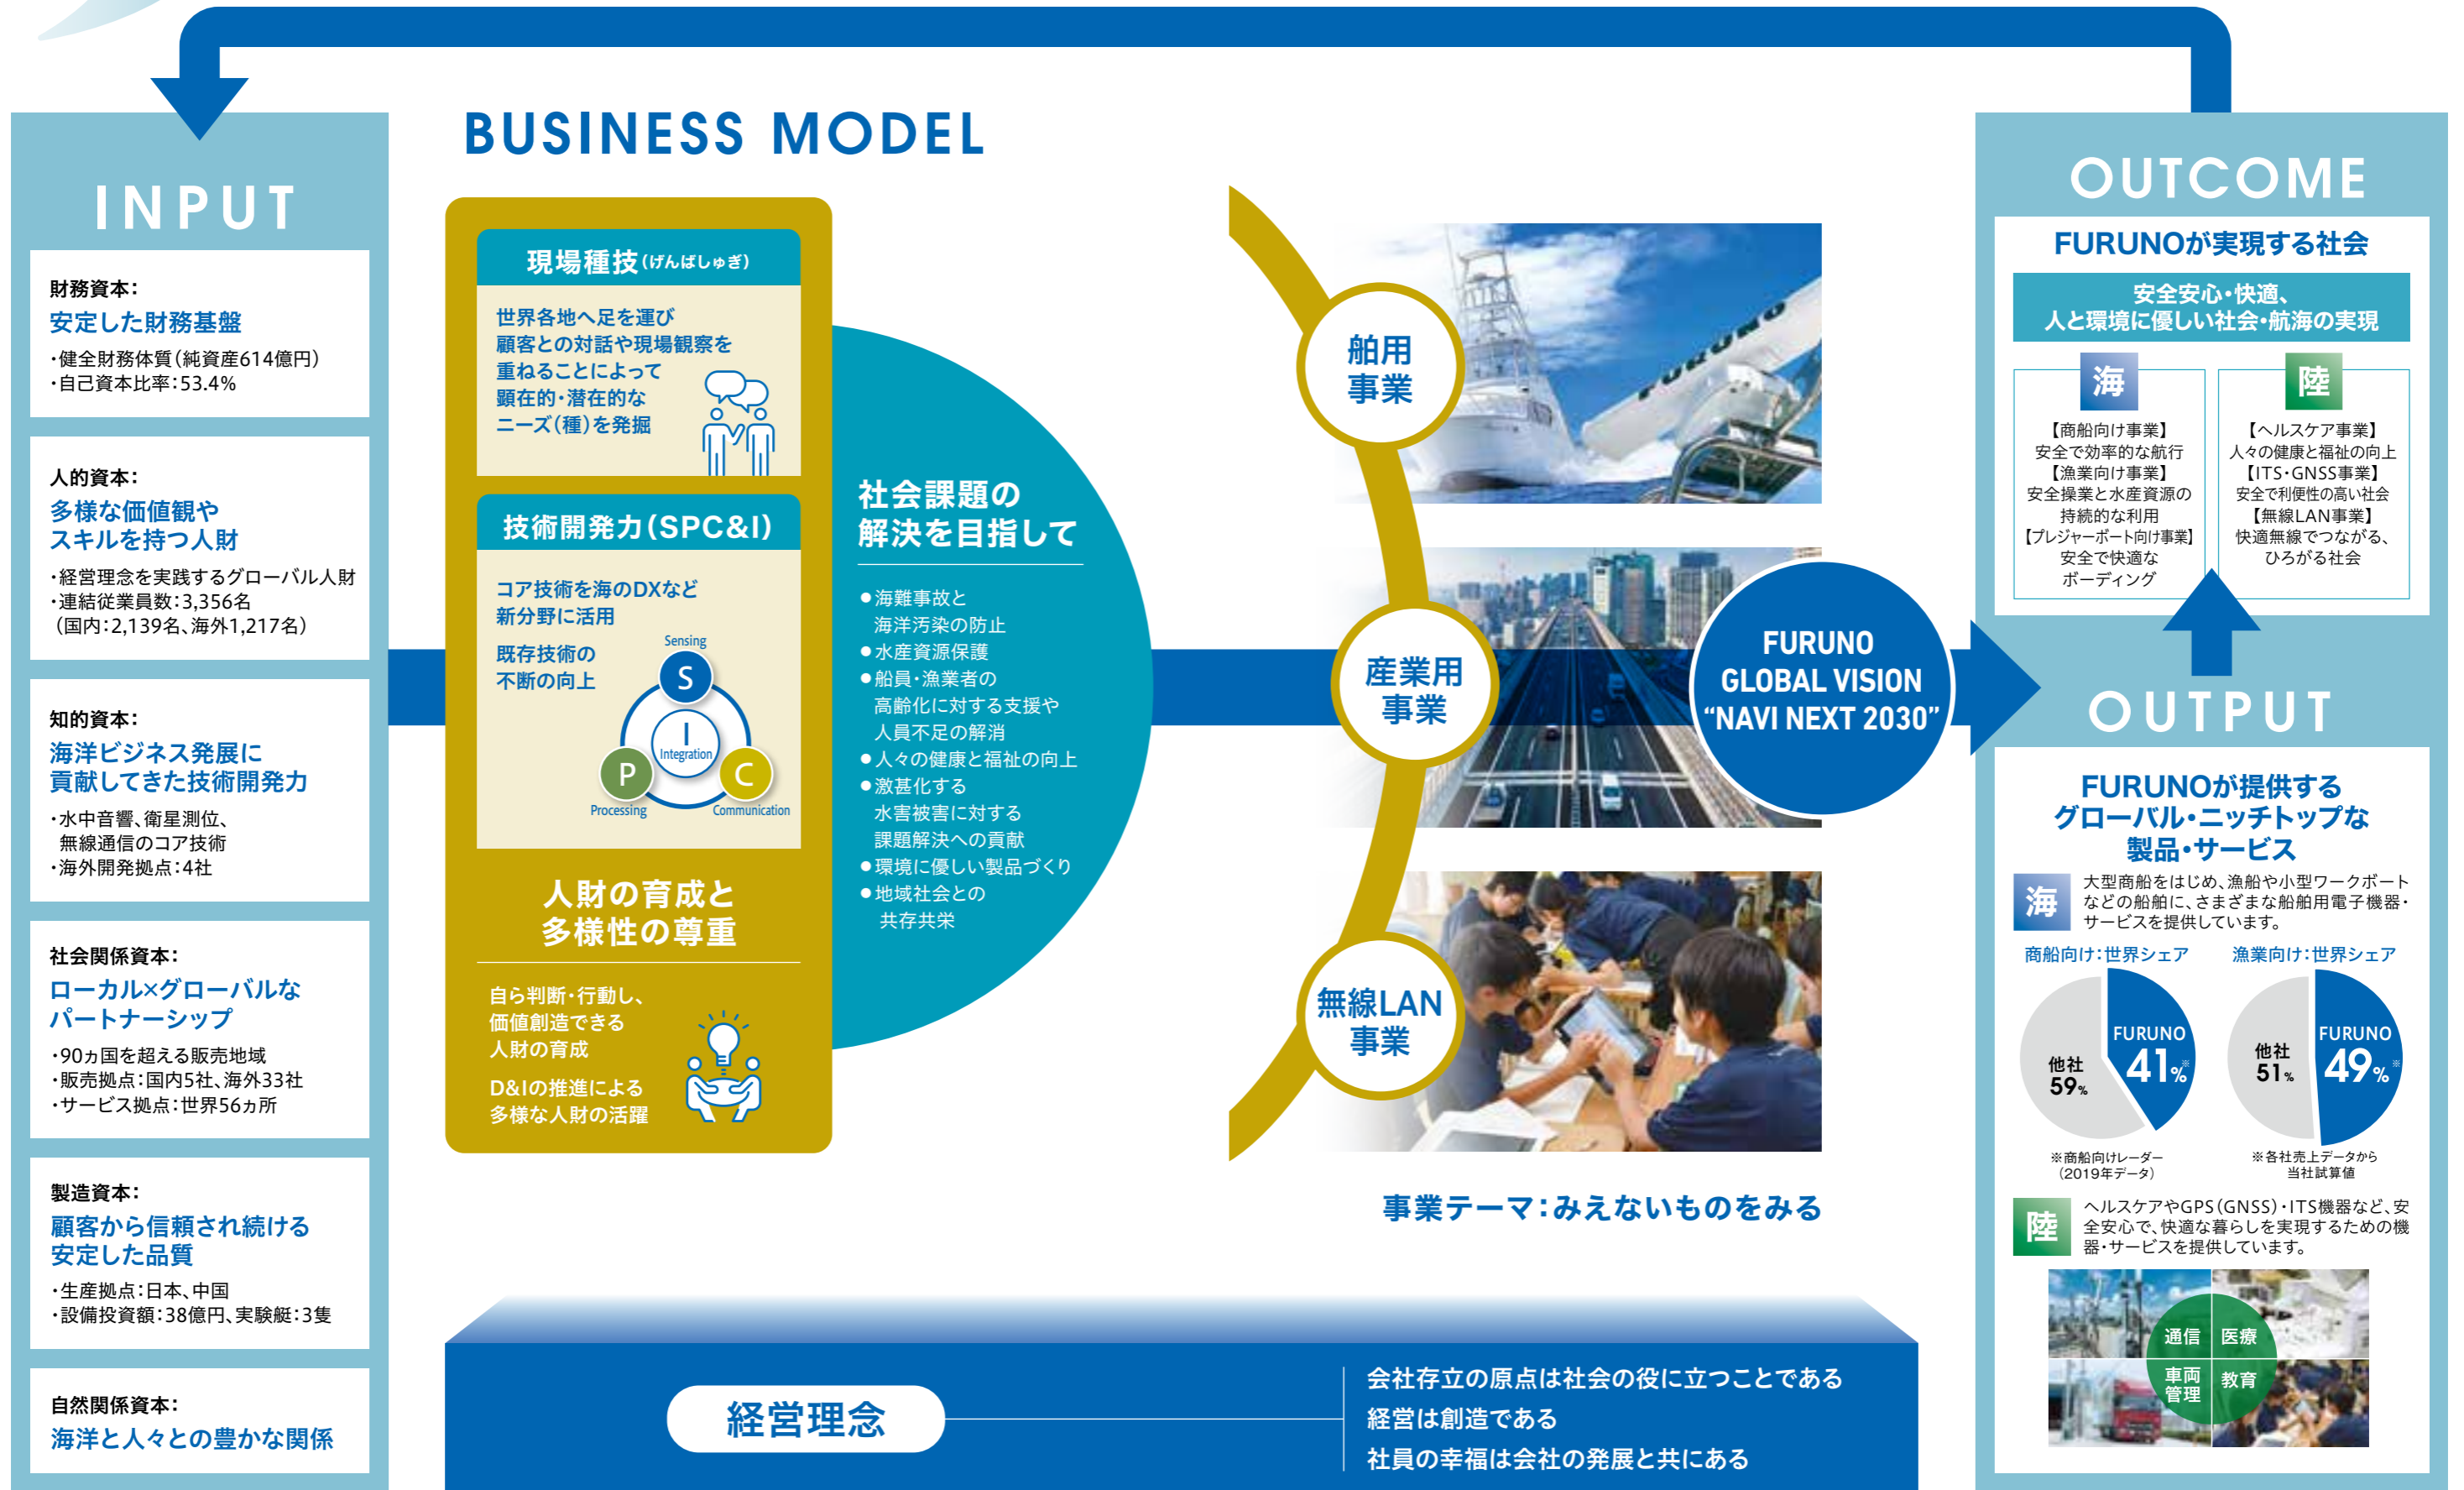 BUSINESS MODEL
INPUT
財務資本：
安定した財務基盤
・健全財務体質（純資産614億円）
・自己資本比率：53.4%
人的資本：
多様な価値観や
スキルを持つ人財
・経営理念を実践するグローバル人財
・連結従業員数：3,356名
（国内：2,139名、海外1,217名）
知的資本：
海洋ビジネス発展に
貢献してきた技術開発力
・水中音響、衛星測位、
無線通信のコア技術
・海外開発拠点：4社
社会関係資本：
ローカル×グローバルな
パートナーシップ
・90ヵ国を超える販売地域
・販売拠点：国内5社、海外33社
・サービス拠点：世界56ヵ所
製造資本：
顧客から信頼され続ける
安定した品質
・生産拠点：日本、中国
・設備投資額：38億円、実験艇：3隻
自然関係資本：
海洋と人々との豊かな関係
現場種技（げんばしゅぎ）
世界各地へ足を運び
顧客との対話や現場観察を
重ねることによって
顕在的・潜在的な
ニーズ（種）を発掘
技術開発力（SPC&I）
コア技術を海のDXなど
新分野に活用
既存技術の
不断の向上
Sensing
S
I
Integration
P
C
Processing
Communication
人財の育成と
多様性の尊重
自ら判断・行動し、
価値創造できる
人財の育成
D&Iの推進による
多様な人財の活躍
社会課題の
解決を目指して
●海難事故と
海洋汚染の防止
●水産資源保護
●船員・漁業者の
高齢化に対する支援や
人員不足の解消
●人々の健康と福祉の向上
●激甚化する
水害被害に対する
課題解決への貢献
●環境に優しい製品づくり
●地域社会との
共存共栄
舶用
事業
FURUNO
産業用
事業
無線LAN
事業
FURUNO
GLOBAL VISION
“NAVI NEXT 2030”
事業テーマ：みえないものをみる
経営理念
会社存立の原点は社会の役に立つことである
経営は創造である
社員の幸福は会社の発展と共にある
OUTCOME
FURUNOが実現する社会
安全安心・快適、
人と環境に優しい社会・航海の実現
海
【商船向け事業】
安全で効率的な航行
【漁業向け事業】
安全操業と水産資源の
持続的な利用
【プレジャーボート向け事業】
安全で快適な
ボーディング
陸
【ヘルスケア事業】
人々の健康と福祉の向上
【ITS・GNSS事業】
安全で利便性の高い社会
【無線LAN事業】
快適無線でつながる、
ひろがる社会
OUTPUT
FURUNOが提供する
グローバル・ニッチトップな
製品・サービス
海
大型商船をはじめ、漁船や小型ワークボート
などの船舶に、さまざまな船舶用電子機器・
サービスを提供しています。
商船向け：世界シェア
FURUNO
41%※
他社
59%
※商船向けレーダー
（2019年データ）
漁業向け：世界シェア
FURUNO
49%※
他社
51%
※各社売上データから
当社試算値
陸
ヘルスケアやGPS（GNSS）・ITS機器など、安
全安心で、快適な暮らしを実現するための機
器・サービスを提供しています。
通信
医療
車両
管理
教育